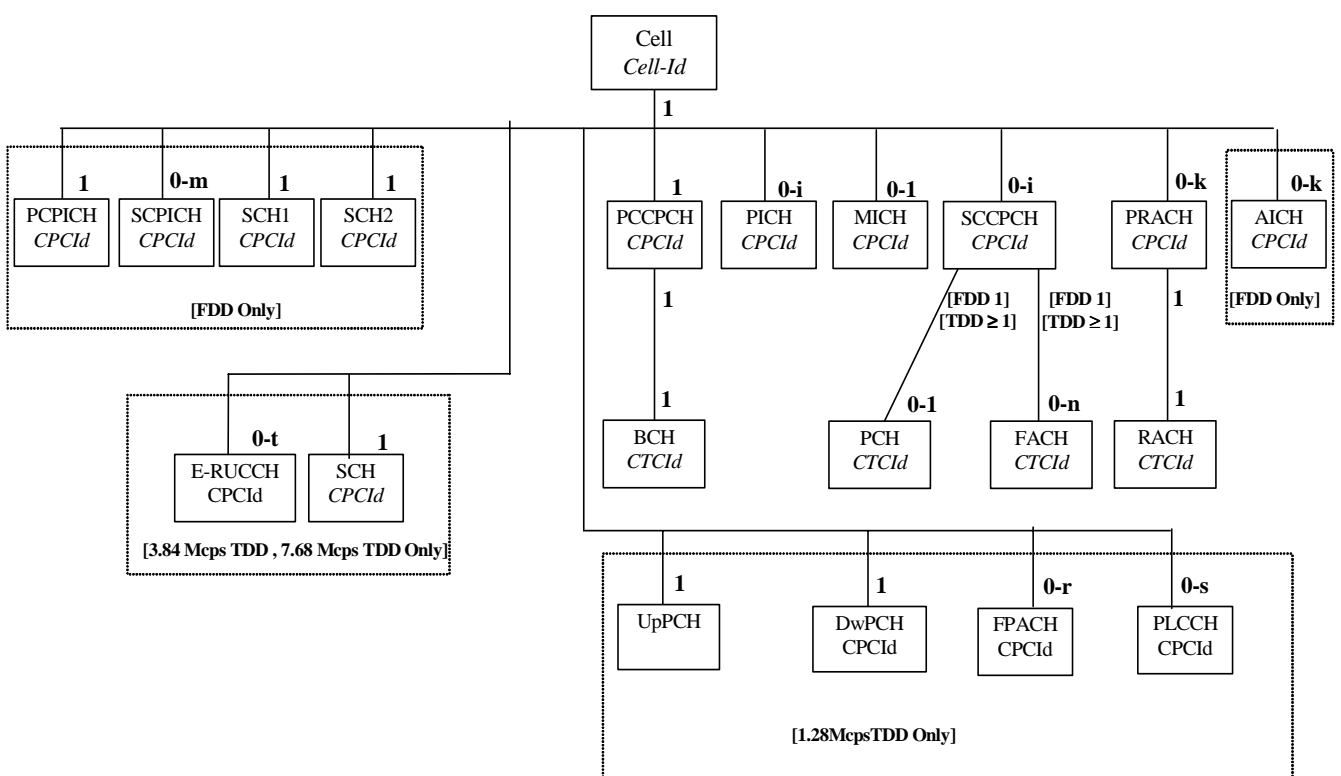 Cell
Cell-Id
1
1
0-m
1
1
1
0-i
0-1
0-i
0-k
0-k
PCPICH
CPCId
SCPICH
CPCId
SCH1
CPCId
SCH2
CPCId
PCCPCH
CPCId
PICH
CPCId
MICH
CPCId
SCCPCH
CPCId
PRACH
CPCId
AICH
CPCId
[FDD Only]
1
[FDD 1]
[TDD ≥ 1]
[FDD 1]
[TDD ≥ 1]
1
[FDD Only]
0-t
1
1
0-1
0-n
1
E-RUCCH
CPCId
SCH
CPCId
BCH
CTCId
PCH
CTCId
FACH
CTCId
RACH
CTCId
[3.84 Mcps TDD , 7.68 Mcps TDD Only]
1
1
0-r
0-s
UpPCH
DwPCH
CPCId
FPACH
CPCId
PLCCH
CPCId
[1.28McpsTDD Only]